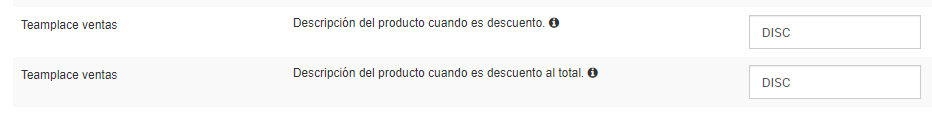 Teamplace ventas Descripción del producto cuando es descuento. DISC
Teamplace ventas Descripción del producto cuando es descuento al total. DISC